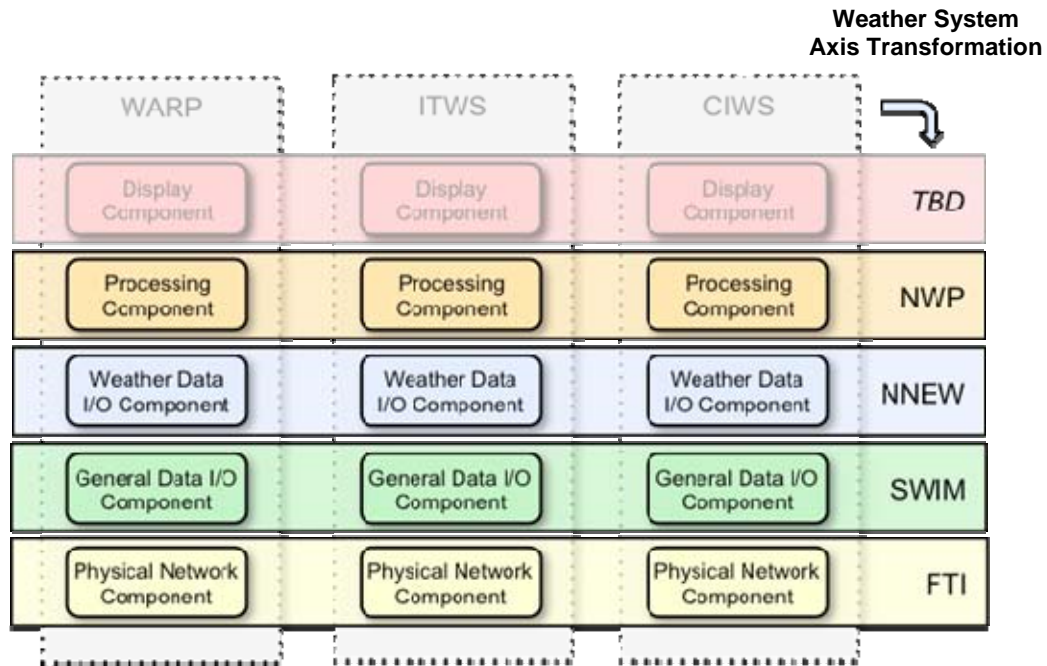 Weather System
Axis Transformation
WARP
ITWS
CIWS
Display
Component
Display
Component
Display
Component
TBD
Processing
Component
Processing
Component
Processing
Component
NWP
Weather Data
I/O Component
Weather Data
I/O Component
Weather Data
I/O Component
NNEW
General Data I/O
Component
General Data I/O
Component
General Data I/O
Component
SWIM
Physical Network
Component
Physical Network
Component
Physical Network
Component
FTI